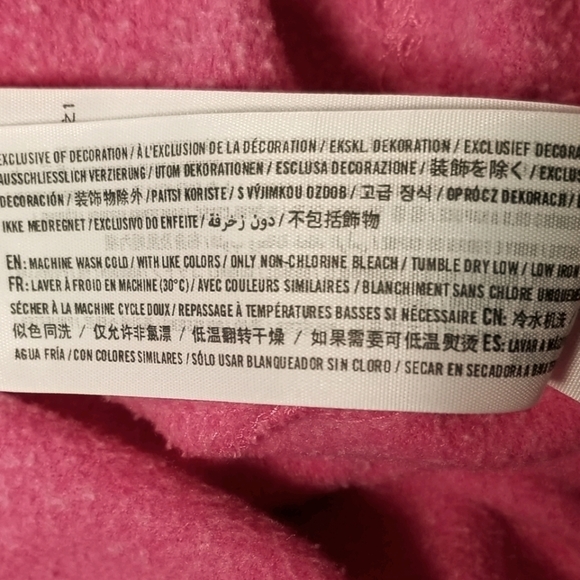 EXCLUSIVE OF DECORATION / À L'EXCLUSION DE LA DÉCORATION / EKSKL. DEKORATION / EXCLUSIEF
AUSSCHLIESSLICH VERZIERUNG / UTOM DEKORATIONEN / ESCLUSA DECORAZIONE / 装飾を除く /
DECORACIÓN / 装饰物除外 / PAITSI KORISTE / S VÝJIMKOU OZDOB / 고급 장식 / OPRÓCZ DEKORACJI /
IKKE MEDREGNET / EXCLUSIVO DO ENFEITE / دون زخرفة / 不包括飾物
EN: MACHINE WASH COLD / WITH LIKE COLORS / ONLY NON-CHLORINE BLEACH / TUMBLE DRY LOW / LOW IRON
FR: LAVER À FROID EN MACHINE (30°C) / AVEC COULEURS SIMILAIRES / BLANCHIMENT SANS CHLORE UNIQUEMENT
SÉCHER À LA MACHINE CYCLE DOUX / REPASSAGE À TEMPÉRATURES BASSES SI NÉCESSAIRE CN: 冷水机洗
似色同洗 / 仅允许非氯漂 / 低温翻转干燥 / 如果需要可低温熨烫 ES: LAVAR A
AGUA FRÍA / CON COLORES SIMILARES / SÓLO USAR BLANQUEADOR SIN CLORO / SECAR EN SECADORA A